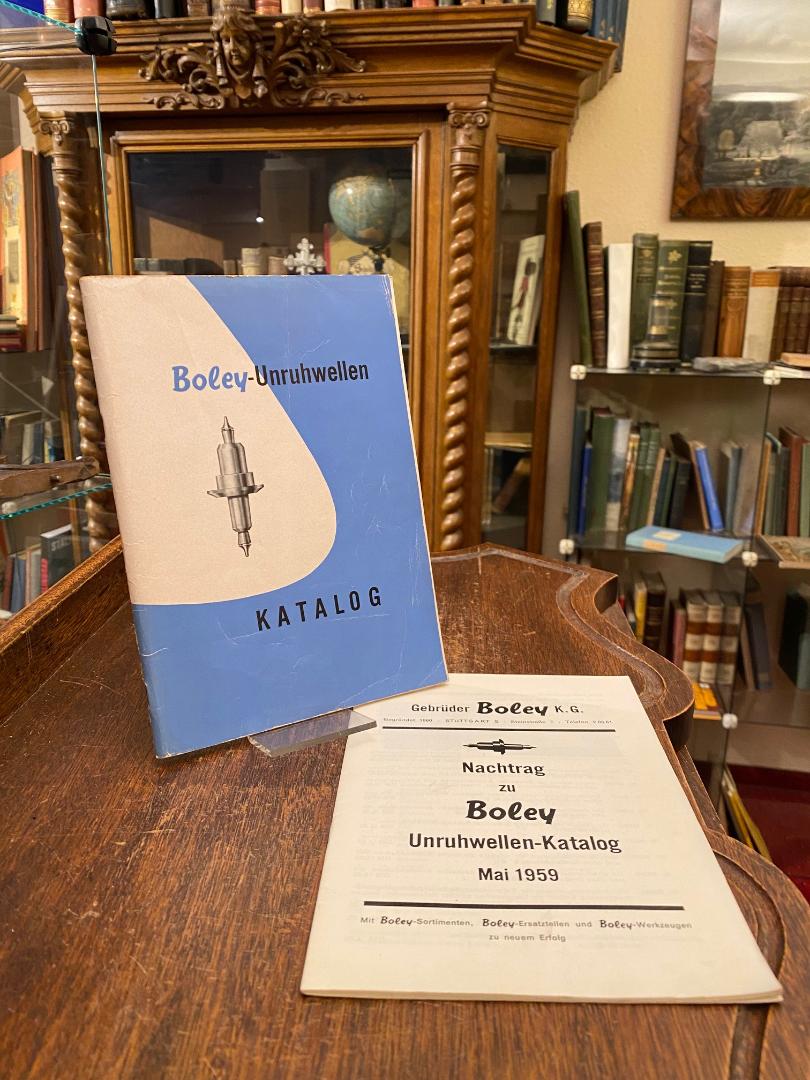 Boley-Unruhwellen
KATALOG
Gebrüder Boley K.G.
STUTTGART S
Nachtrag
zu
Boley
Unruhwellen-Katalog
Mai 1959
Mit Boley-Sortimenten, Boley-Ersatzteilen und Boley-Werkzeugen
zu neuem Erfolg